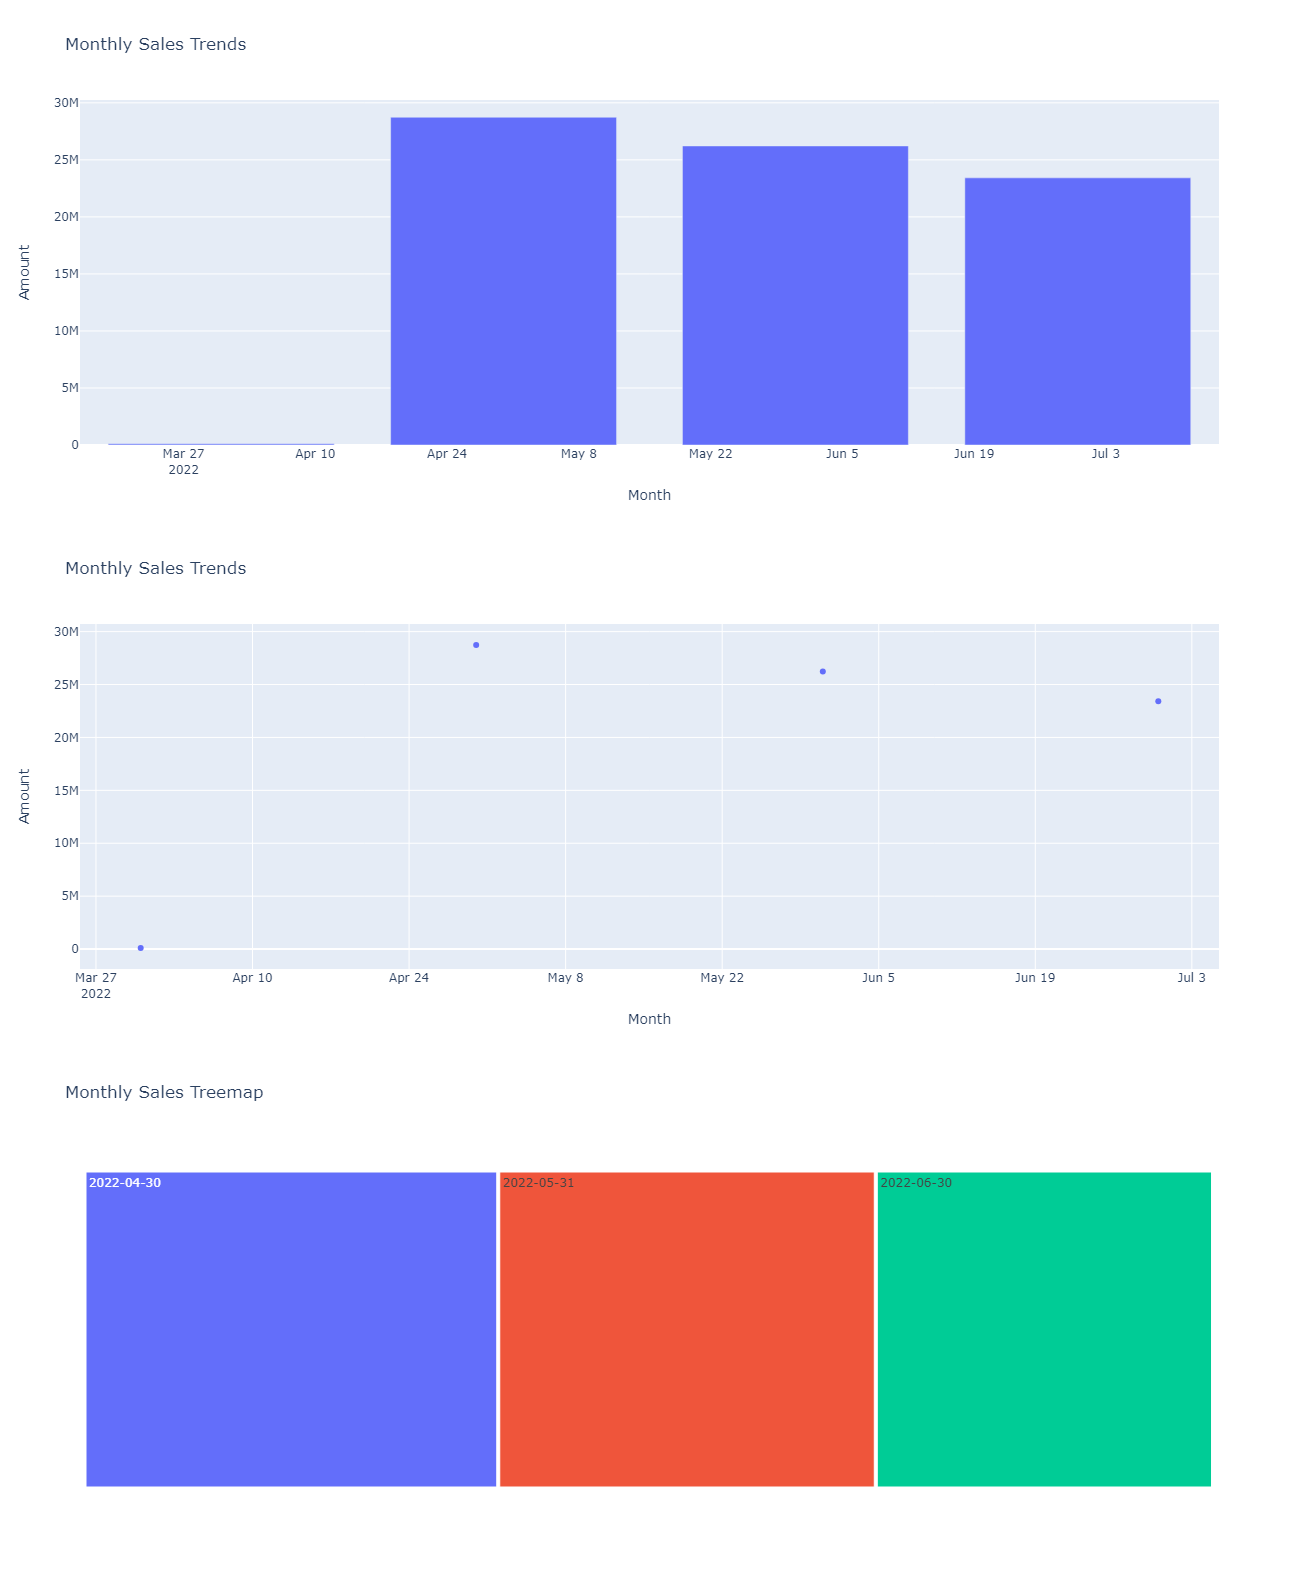 Monthly Sales Trends
30M
25M
20M
15M
10M
5M
0
Amount
Mar 27 Apr 10 Apr 24 May 8 May 22 Jun 5 Jun 19 Jul 3
2022
Month
Monthly Sales Trends
30M
25M
20M
15M
10M
5M
0
Amount
Mar 27 Apr 10 Apr 24 May 8 May 22 Jun 5 Jun 19 Jul 3
2022
Month
Monthly Sales Treemap
2022-04-30 2022-05-31 2022-06-30